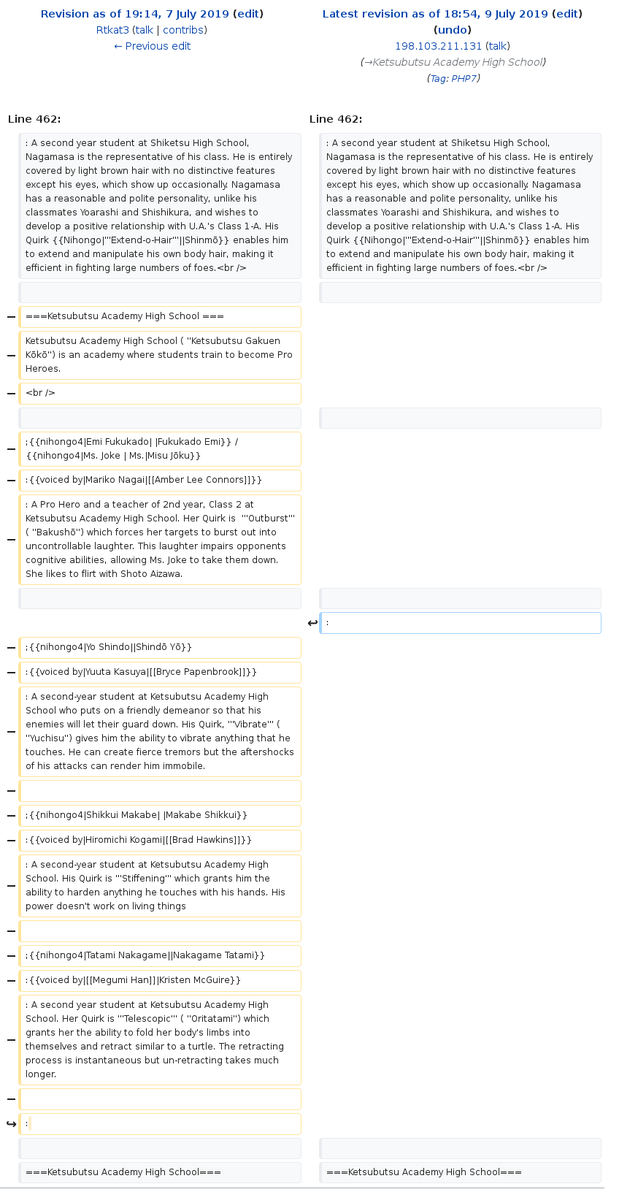 Revision as of 19:14, 7 July 2019 (edit)
Rtkat3 (talk | contribs)
← Previous edit
Latest revision as of 18:54, 9 July 2019 (edit)
(undo)
198.103.211.131 (talk)
(→Ketsubutsu Academy High School)
(Tag: PHP7)
Line 462:
Line 462:
: A second year student at Shiketsu High School,
Nagamasa is the representative of his class. He is entirely
covered by light brown hair with no distinctive features
except his eyes, which show up occasionally. Nagamasa
has a reasonable and polite personality, unlike his
classmates Yoarashi and Shishikura, and wishes to
develop a positive relationship with U.A.'s Class 1-A. His
Quirk {{Nihongo|'''Extend-o-Hair'''||Shinmō}} enables him
to extend and manipulate his own body hair, making it
efficient in fighting large numbers of foes.<br />
: A second year student at Shiketsu High School,
Nagamasa is the representative of his class. He is entirely
covered by light brown hair with no distinctive features
except his eyes, which show up occasionally. Nagamasa
has a reasonable and polite personality, unlike his
classmates Yoarashi and Shishikura, and wishes to
develop a positive relationship with U.A.'s Class 1-A. His
Quirk {{Nihongo|'''Extend-o-Hair'''||Shinmō}} enables him
to extend and manipulate his own body hair, making it
efficient in fighting large numbers of foes.<br />
− ===Ketsubutsu Academy High School ===
Ketsubutsu Academy High School ( ''Ketsubutsu Gakuen
− Kōkō'') is an academy where students train to become Pro
Heroes.
− <br />
− ;{{nihongo4|Emi Fukukado| |Fukukado Emi}} /
{{nihongo4|Ms. Joke | Ms.|Misu Jōku}}
− :{{voiced by|Mariko Nagai|[[Amber Lee Connors]]}}
: A Pro Hero and a teacher of 2nd year, Class 2 at
Ketsubutsu Academy High School. Her Quirk is '''Outburst'''
− ( ''Bakushō'') which forces her targets to burst out into
uncontrollable laughter. This laughter impairs opponents
cognitive abilities, allowing Ms. Joke to take them down.
She likes to flirt with Shoto Aizawa.
↩ :
− ;{{nihongo4|Yo Shindo||Shindō Yō}}
− :{{voiced by|Yuuta Kasuya|[[Bryce Papenbrook]]}}
: A second-year student at Ketsubutsu Academy High
School who puts on a friendly demeanor so that his
− enemies will let their guard down. His Quirk, '''Vibrate''' (
''Yuchisu'') gives him the ability to vibrate anything that he
touches. He can create fierce tremors but the aftershocks
of his attacks can render him immobile.
−
− ;{{nihongo4|Shikkui Makabe| |Makabe Shikkui}}
− :{{voiced by|Hiromichi Kogami|[[Brad Hawkins]]}}
: A second-year student at Ketsubutsu Academy High
− School. His Quirk is '''Stiffening''' which grants him the
ability to harden anything he touches with his hands. His
power doesn't work on living things
−
− ;{{nihongo4|Tatami Nakagame||Nakagame Tatami}}
− :{{voiced by|[[Megumi Han]]|Kristen McGuire}}
: A second year student at Ketsubutsu Academy High
School. Her Quirk is '''Telescopic''' ( ''Oritatami'') which
− grants her the ability to fold her body's limbs into
themselves and retract similar to a turtle. The retracting
process is instantaneous but un-retracting takes much
longer.
−
↪ :
===Ketsubutsu Academy High School===
===Ketsubutsu Academy High School===